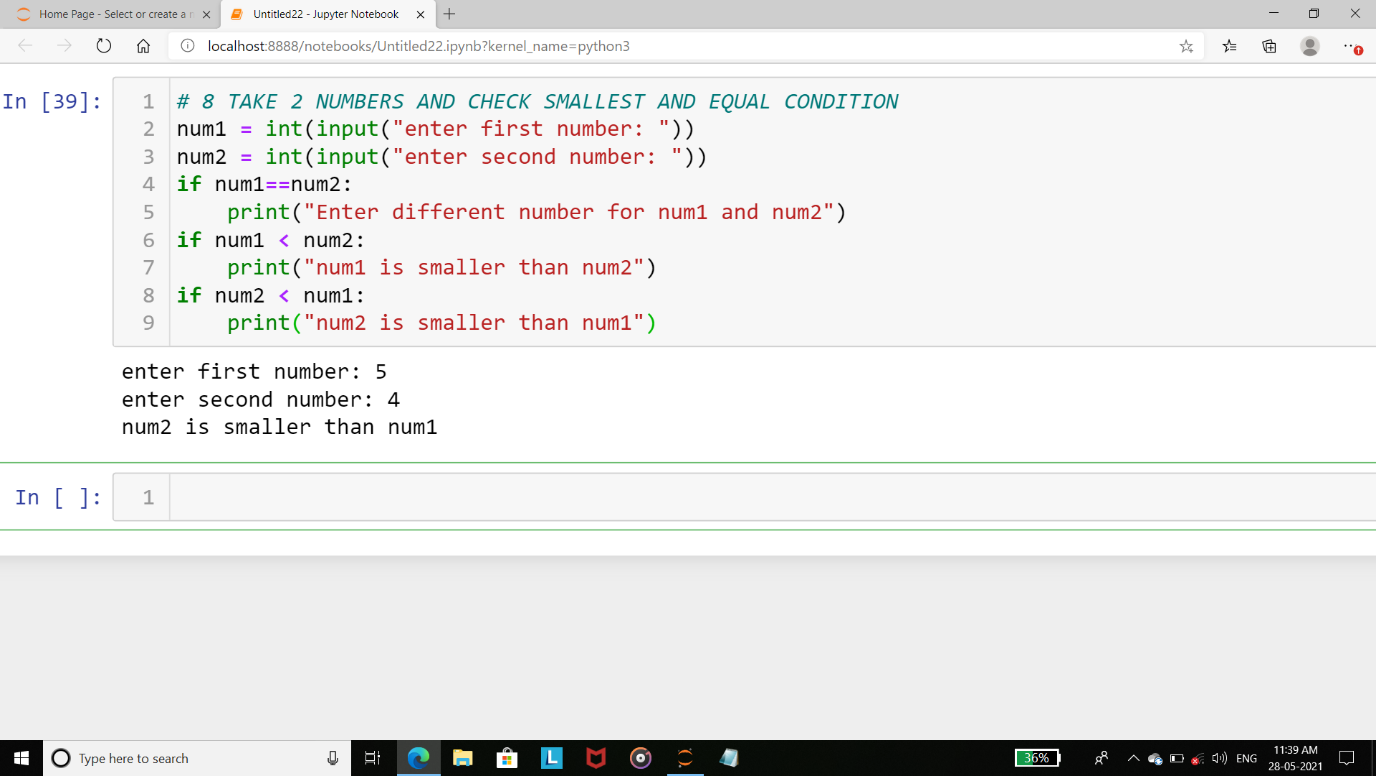 Home Page - Select or create a n
Untitled22 - Jupyter Notebook
localhost:8888/notebooks/Untitled22.ipynb?kernel_name=python3
In [39]:
1 # 8 TAKE 2 NUMBERS AND CHECK SMALLEST AND EQUAL CONDITION
2 num1 = int(input("enter first number: "))
3 num2 = int(input("enter second number: "))
4 if num1==num2:
5     print("Enter different number for num1 and num2")
6 if num1 < num2:
7     print("num1 is smaller than num2")
8 if num2 < num1:
9     print("num2 is smaller than num1")
enter first number: 5
enter second number: 4
num2 is smaller than num1
In [ ]:
1
Type here to search
L
36%
ENG
11:39 AM
28-05-2021